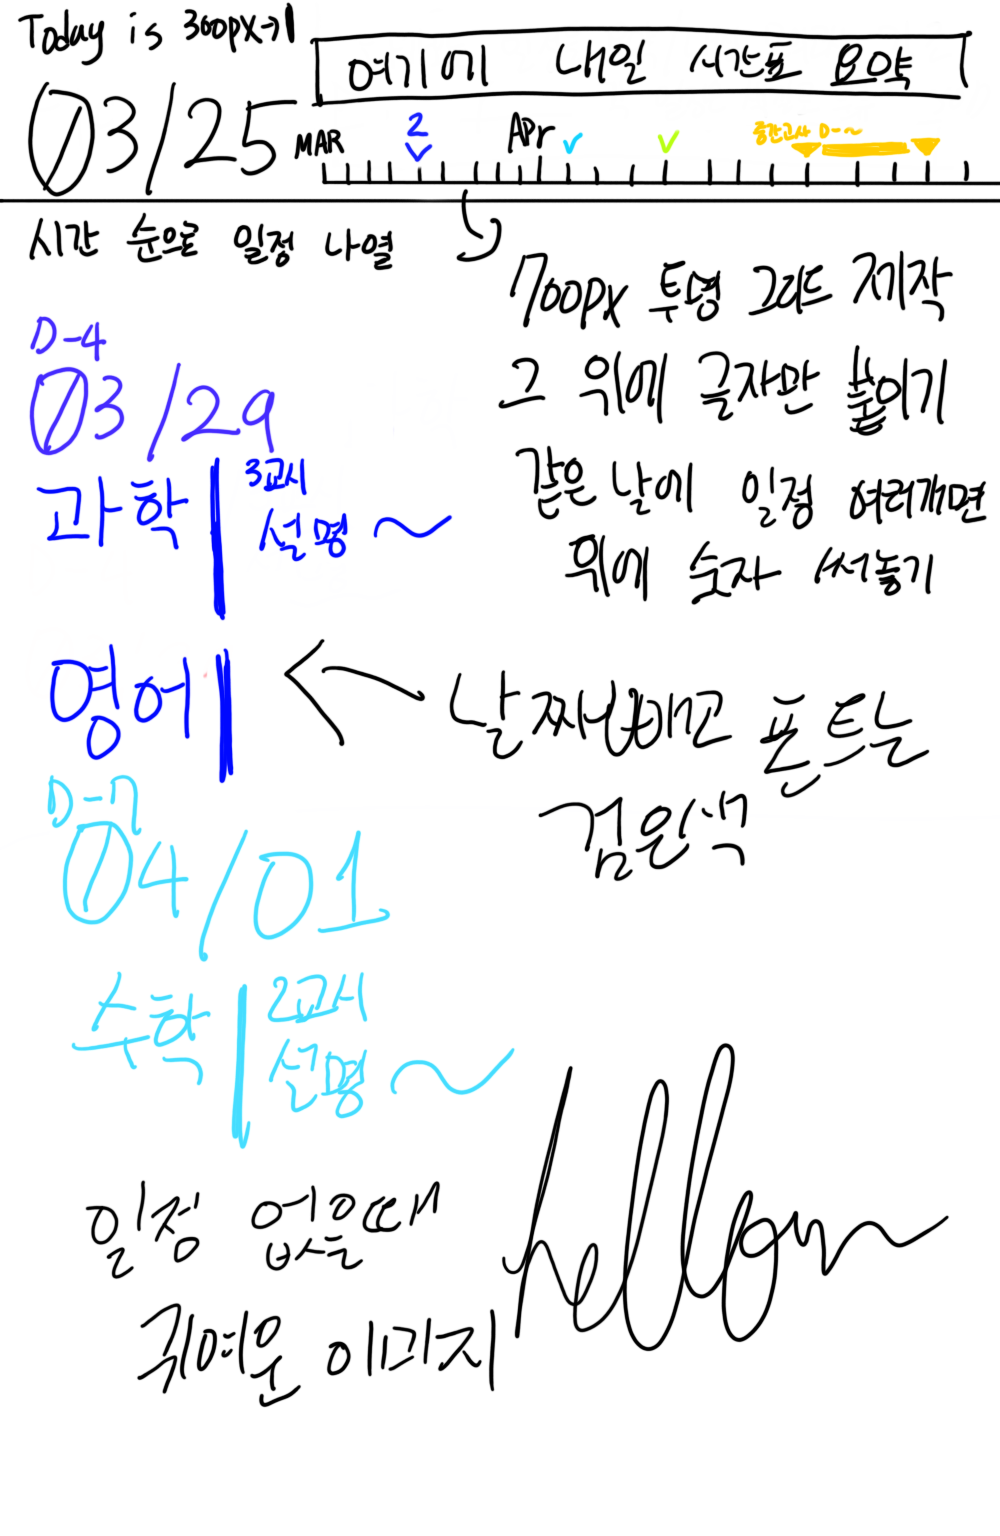 Today is 300px→기
여기에 내일 시간표 요약
03/25
MAR 2 Apr 중간고사 D-~
시간 순으로 일정 나열
700px 투명 그리드 제작
그 위에 글자만 붙이기
같은 날에 일정 여러개면
위에 숫자 써놓기
D-4
03/29
과학
3교시
설명 ~
영어
날짜빼고 폰트는
검은색
D-7
04/01
수학
2교시
설명 ~
일정 없을때
귀여운 이미지